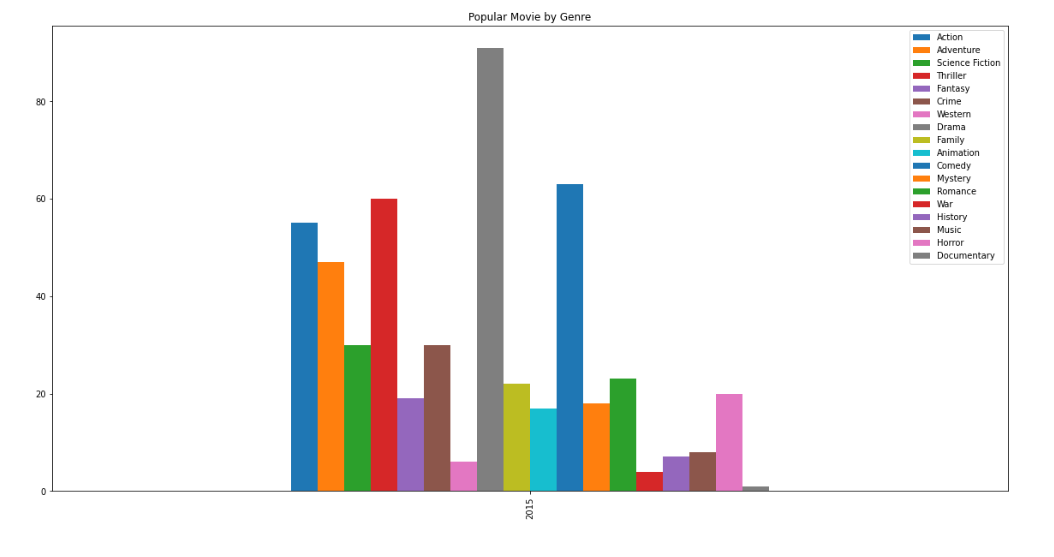 Popular Movie by Genre
Action
Adventure
Science Fiction
Thriller
Fantasy
Crime
Western
Drama
Family
Animation
Comedy
Mystery
Romance
War
History
Music
Horror
Documentary
80
60
40
20
0
2015